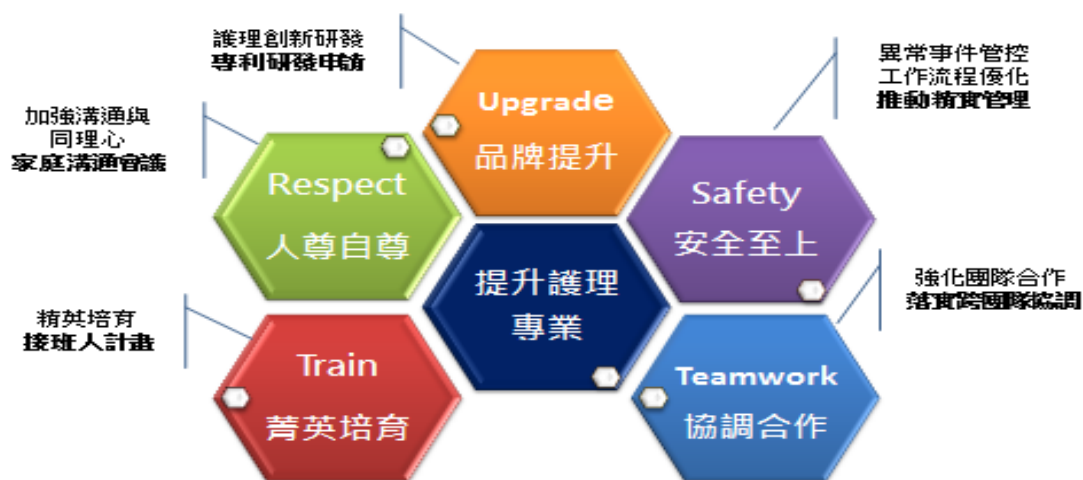 護理創新研發
專利研發申請
異常事件管控
工作流程優化
推動精實管理
加強溝通與
同理心
家庭溝通會議
Upgrade
品牌提升
Respect
人尊自尊
Safety
安全至上
提升護理
專業
強化團隊合作
落實跨團隊協調
精英培育
接班人計畫
Train
菁英培育
Teamwork
協調合作